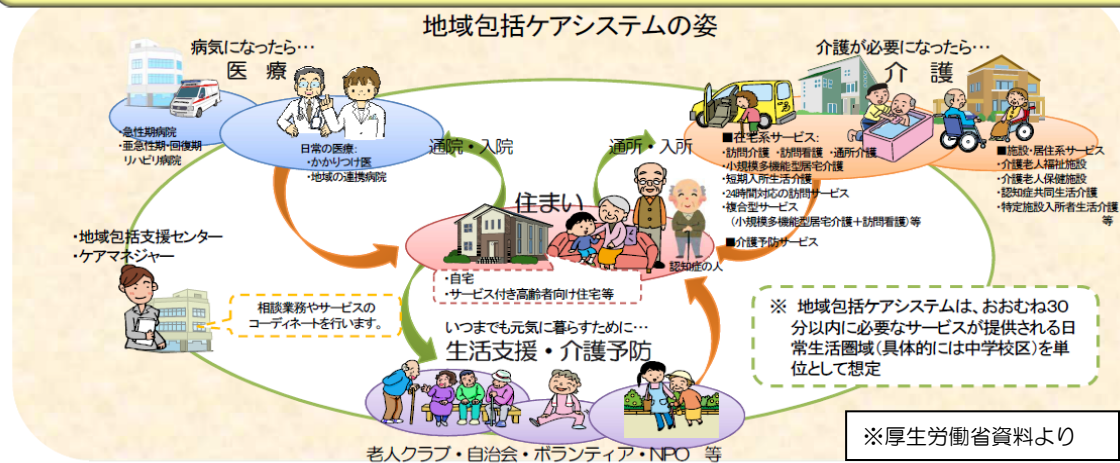 地域包括ケアシステムの姿
病気になったら…
医 療
・急性期病院
・亜急性期・回復期
リハビリ病院
日常の医療:
・かかりつけ医
・地域の連携病院
通院・入院
通所・入所
介護が必要になったら…
介 護
■在宅系サービス:
・訪問介護 ・訪問看護 ・通所介護
・小規模多機能型居宅介護
・短期入所生活介護
・24時間対応の訪問サービス
・複合型サービス
(小規模多機能型居宅介護+訪問看護)等
■介護予防サービス
■施設・居住系サービス
・介護老人福祉施設
・介護老人保健施設
・認知症共同生活介護
・特定施設入所者生活介護
等
住まい
認知症の人
・自宅
・サービス付き高齢者向け住宅等
・地域包括支援センター
・ケアマネジャー
相談業務やサービスの
コーディネートを行います。
いつまでも元気に暮らすために…
生活支援・介護予防
老人クラブ・自治会・ボランティア・NPO 等
※ 地域包括ケアシステムは、おおむね30
分以内に必要なサービスが提供される日
常生活圏域(具体的には中学校区)を単
位として想定
※厚生労働省資料より